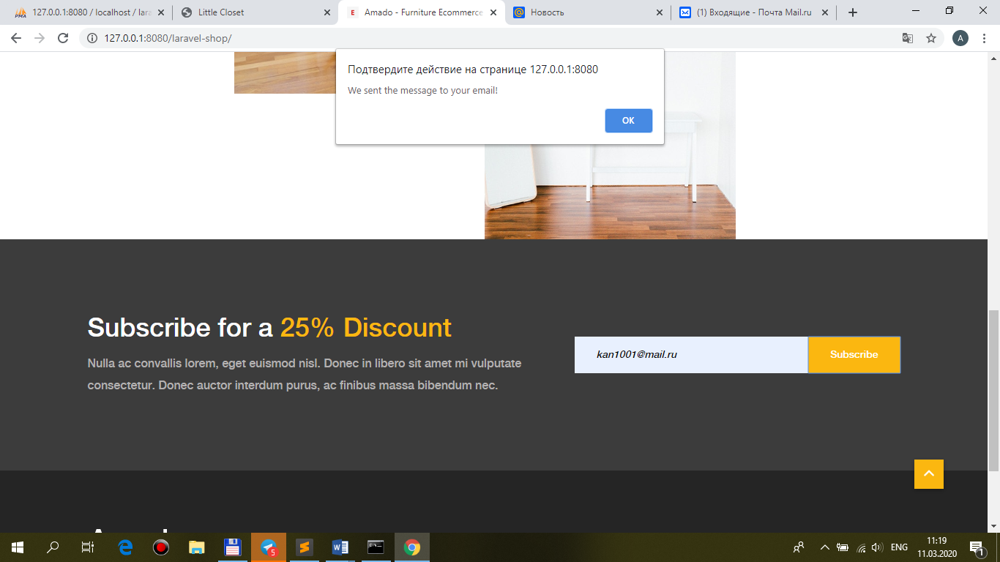 127.0.0.1:8080 / localhost / lara
Little Closet
Amado - Furniture Ecommerce
Новость
(1) Входящие - Почта Mail.ru
127.0.0.1:8080/laravel-shop/
A
Подтвердите действие на странице 127.0.0.1:8080
We sent the message to your email!
OK
Subscribe for a 25% Discount
Nulla ac convallis lorem, eget euismod nisl. Donec in libero sit amet mi vulputate
consectetur. Donec auctor interdum purus, ac finibus massa bibendum nec.
kan1001@mail.ru
Subscribe
5
ENG
11:19
11.03.2020
1